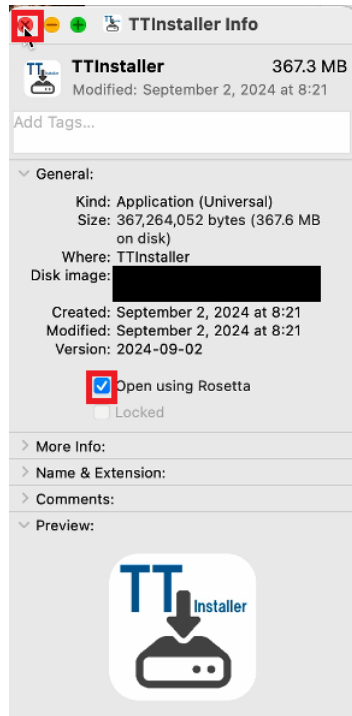 TTInstaller Info
TTInstaller 367.3 MB
Modified: September 2, 2024 at 8:21
Add Tags...
General:
Kind: Application (Universal)
Size: 367,264,052 bytes (367.6 MB
on disk)
Where: TTInstaller
Disk image:
Created: September 2, 2024 at 8:21
Modified: September 2, 2024 at 8:21
Version: 2024-09-02
Open using Rosetta
Locked
More Info:
Name & Extension:
Comments:
Preview:
TT Installer